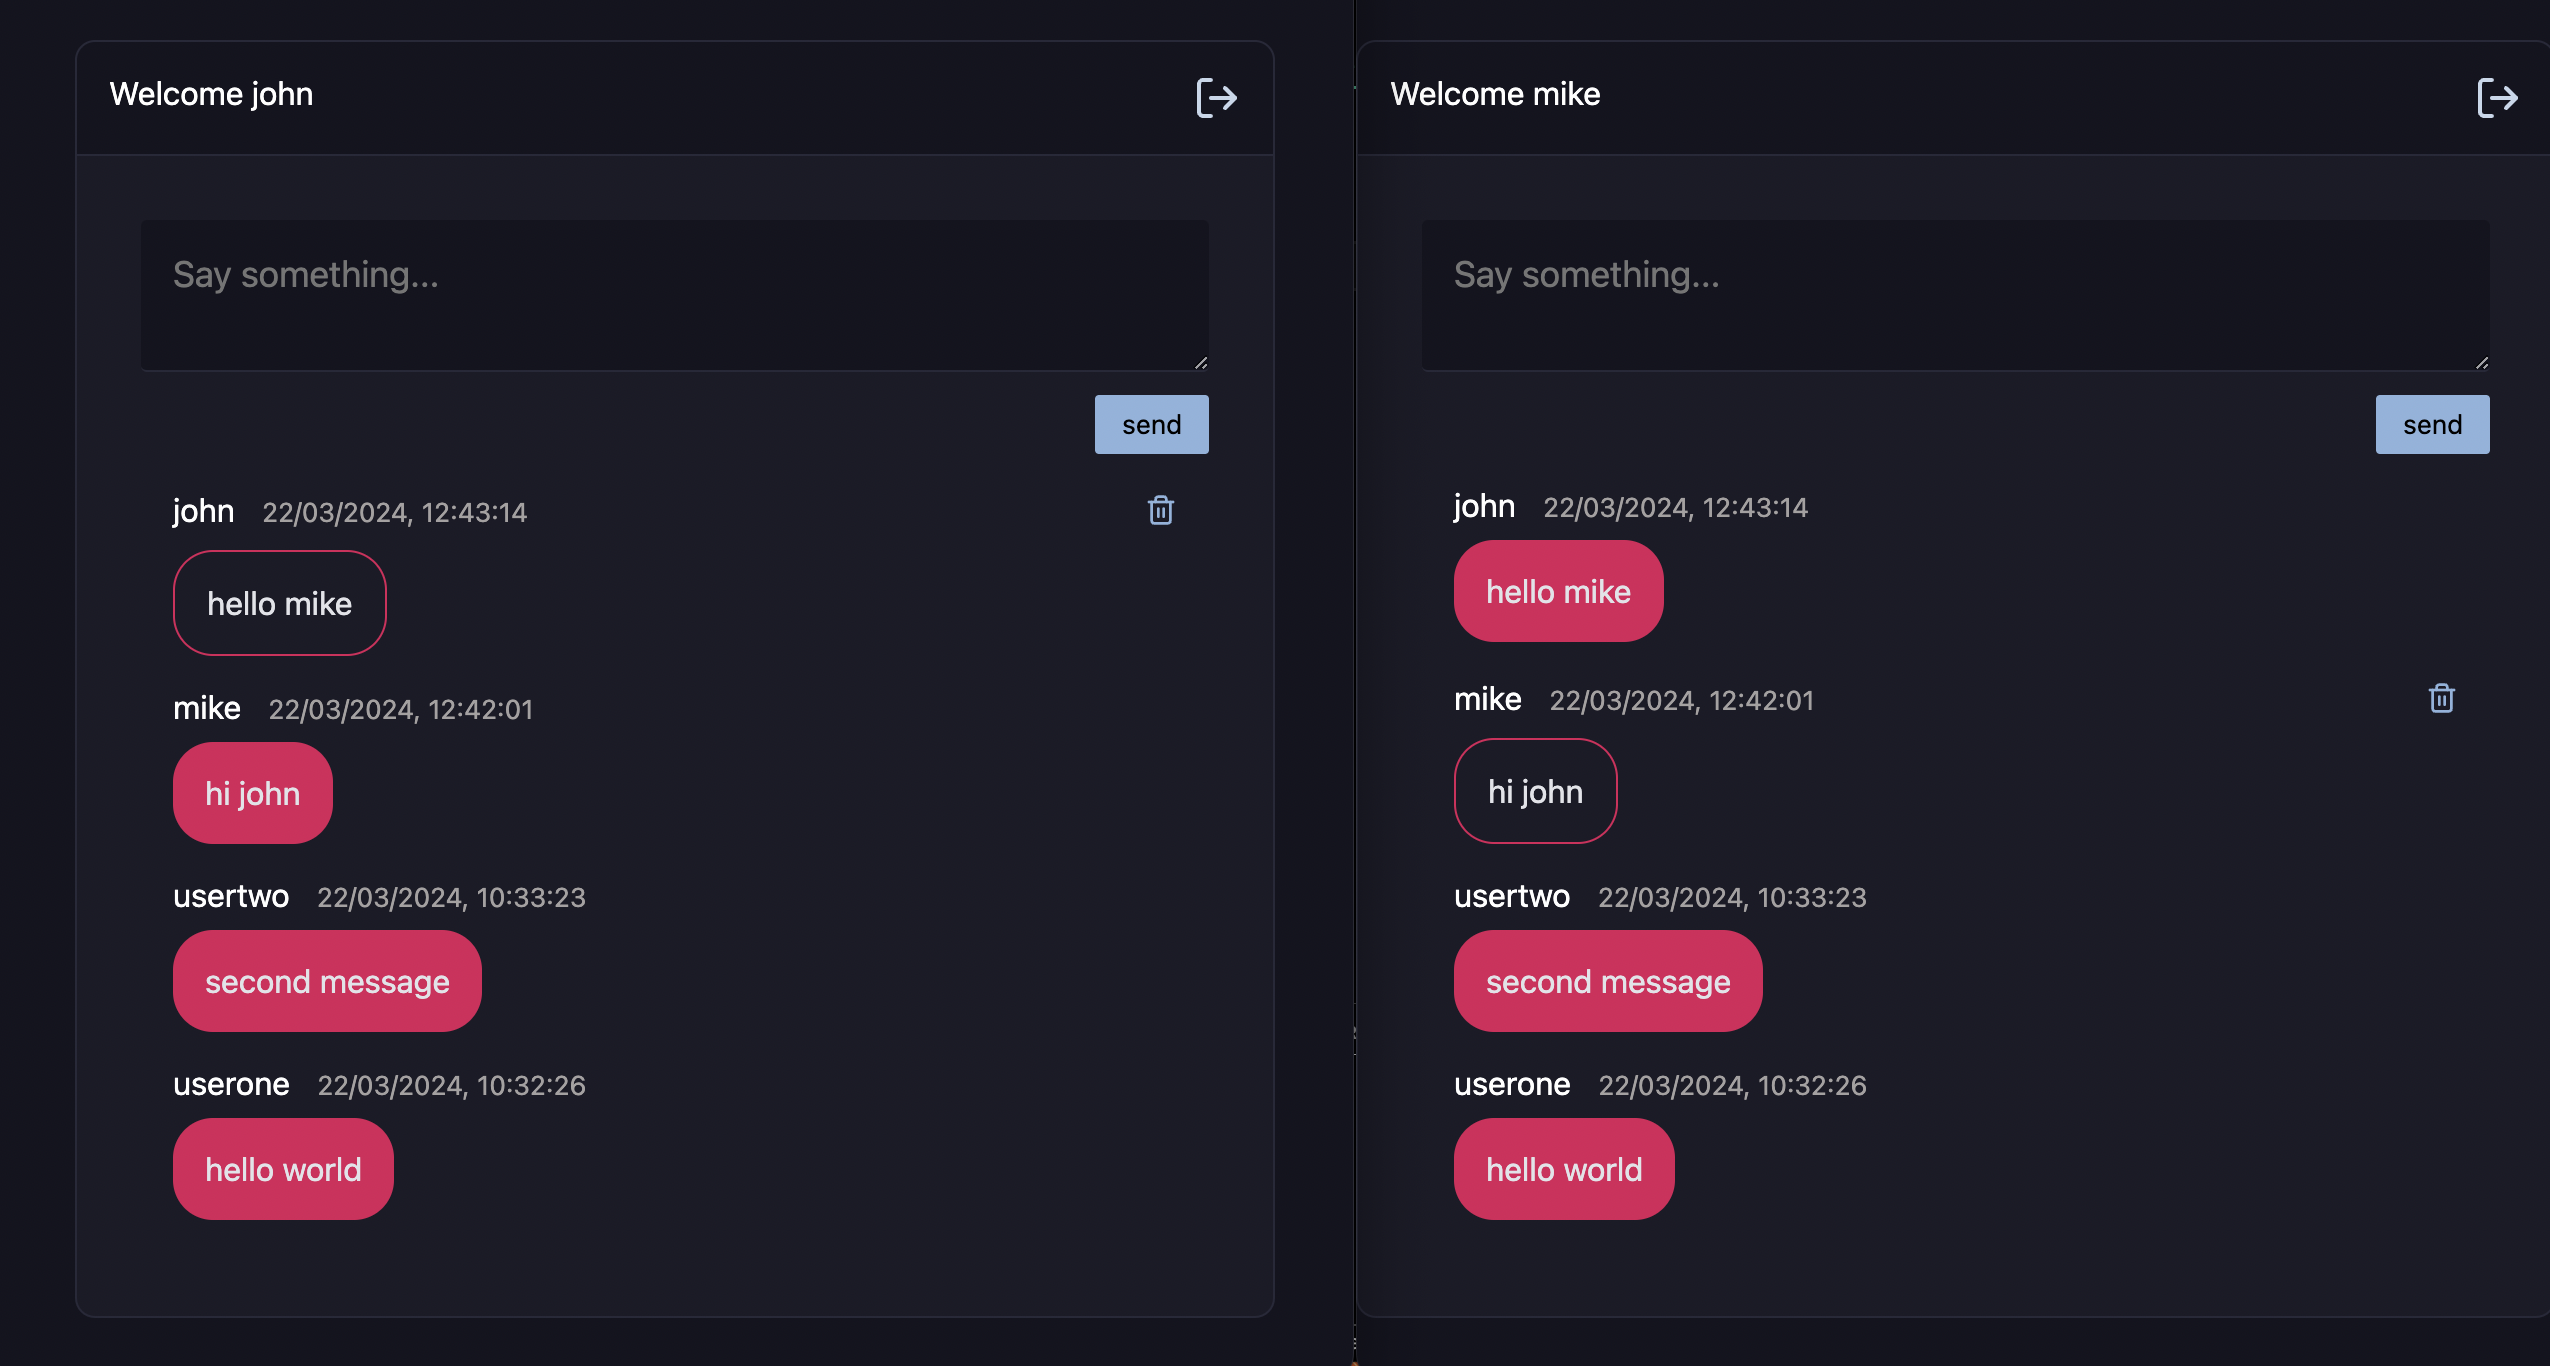 Welcome john
Say something...
send
john 22/03/2024, 12:43:14
hello mike
mike 22/03/2024, 12:42:01
hi john
usertwo 22/03/2024, 10:33:23
second message
userone 22/03/2024, 10:32:26
hello world
Welcome mike
Say something...
send
john 22/03/2024, 12:43:14
hello mike
mike 22/03/2024, 12:42:01
hi john
usertwo 22/03/2024, 10:33:23
second message
userone 22/03/2024, 10:32:26
hello world